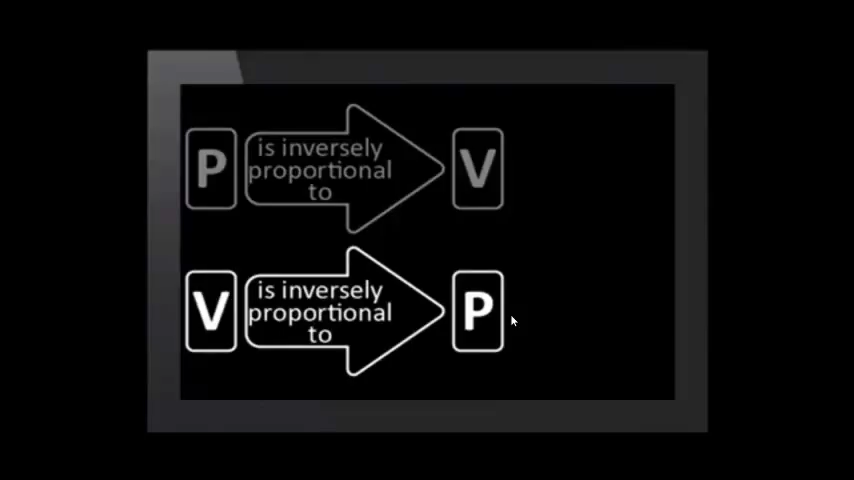 P is inversely V
proportional
to
V is inversely P
proportional
to